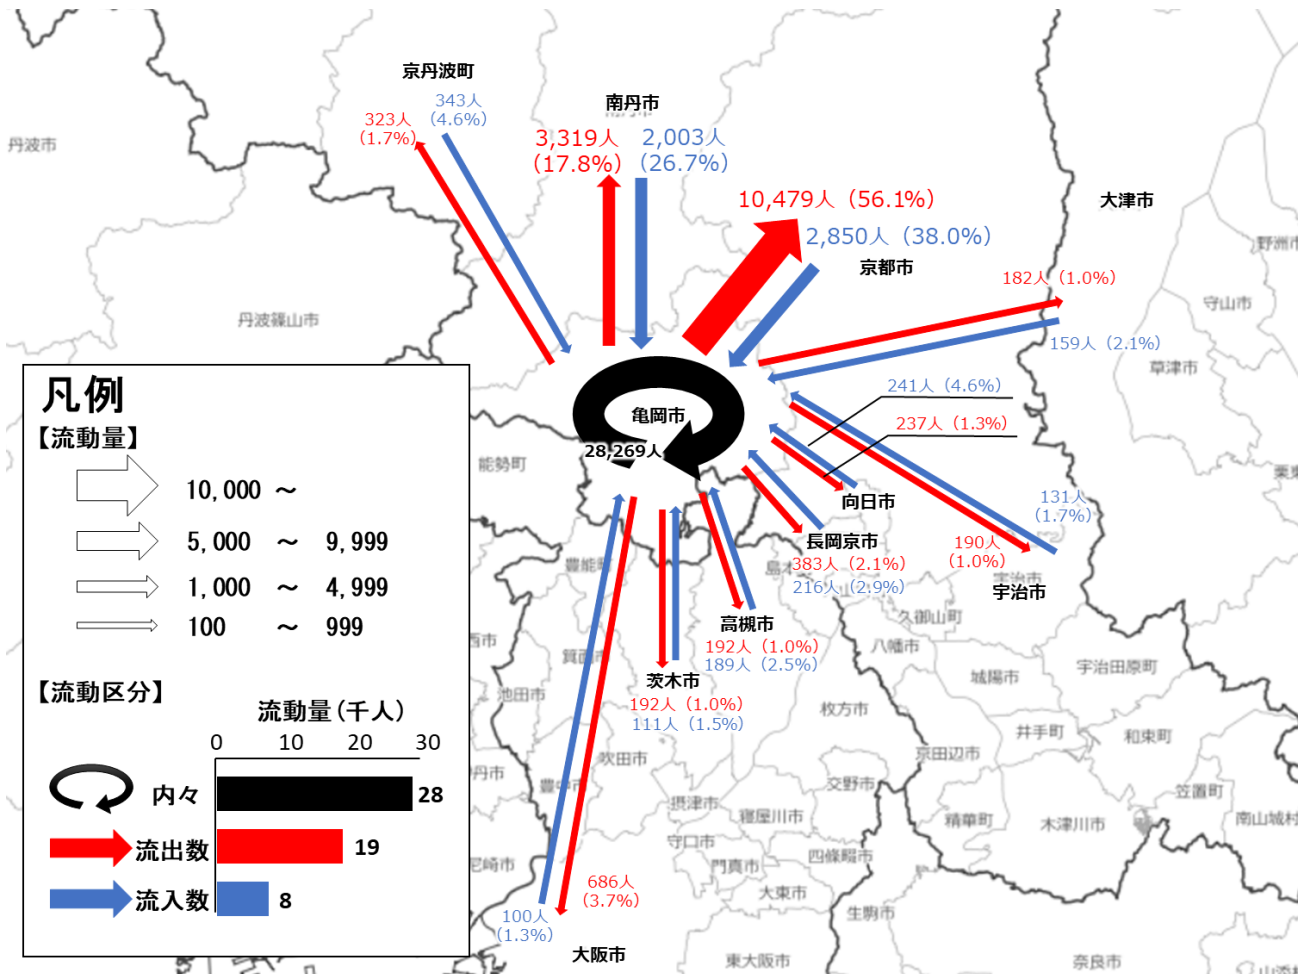 京丹波町
343人
(4.6%)
323人
(1.7%)
南丹市
3,319人
(17.8%)
2,003人
(26.7%)
10,479人（56.1%）
2,850人（38.0%）
京都市
大津市
182人（1.0%）
159人（2.1%）
241人（4.6%）
237人（1.3%）
向日市
131人
(1.7%)
190人
(1.0%)
宇治市
宇治市
長岡京市
383人（2.1%）
216人（2.9%）
高槻市
192人（1.0%）
189人（2.5%）
茨木市
192人（1.0%）
111人（1.5%）
686人
(3.7%)
100人
(1.3%)
大阪市
亀岡市
28,269人
丹波市
丹波篠山市
能勢町
豊能町
野洲市
守山市
草津市
久御山町
八幡市
城陽市
宇治田原町
枚方市
井手町
和束町
京田辺市
笠置町
交野市
吹田市
池田市
摂津市
寝屋川市
精華町
木津川市
南山城村
守口市
門真市
四條畷市
大東市
生駒市
東大阪市
奈良市
凡例
【流動量】
10,000 ～
5,000 ～ 9,999
1,000 ～ 4,999
100 ～ 999
【流動区分】
流動量(千人)
0 10 20 30
内々 28
流出数 19
流入数 8